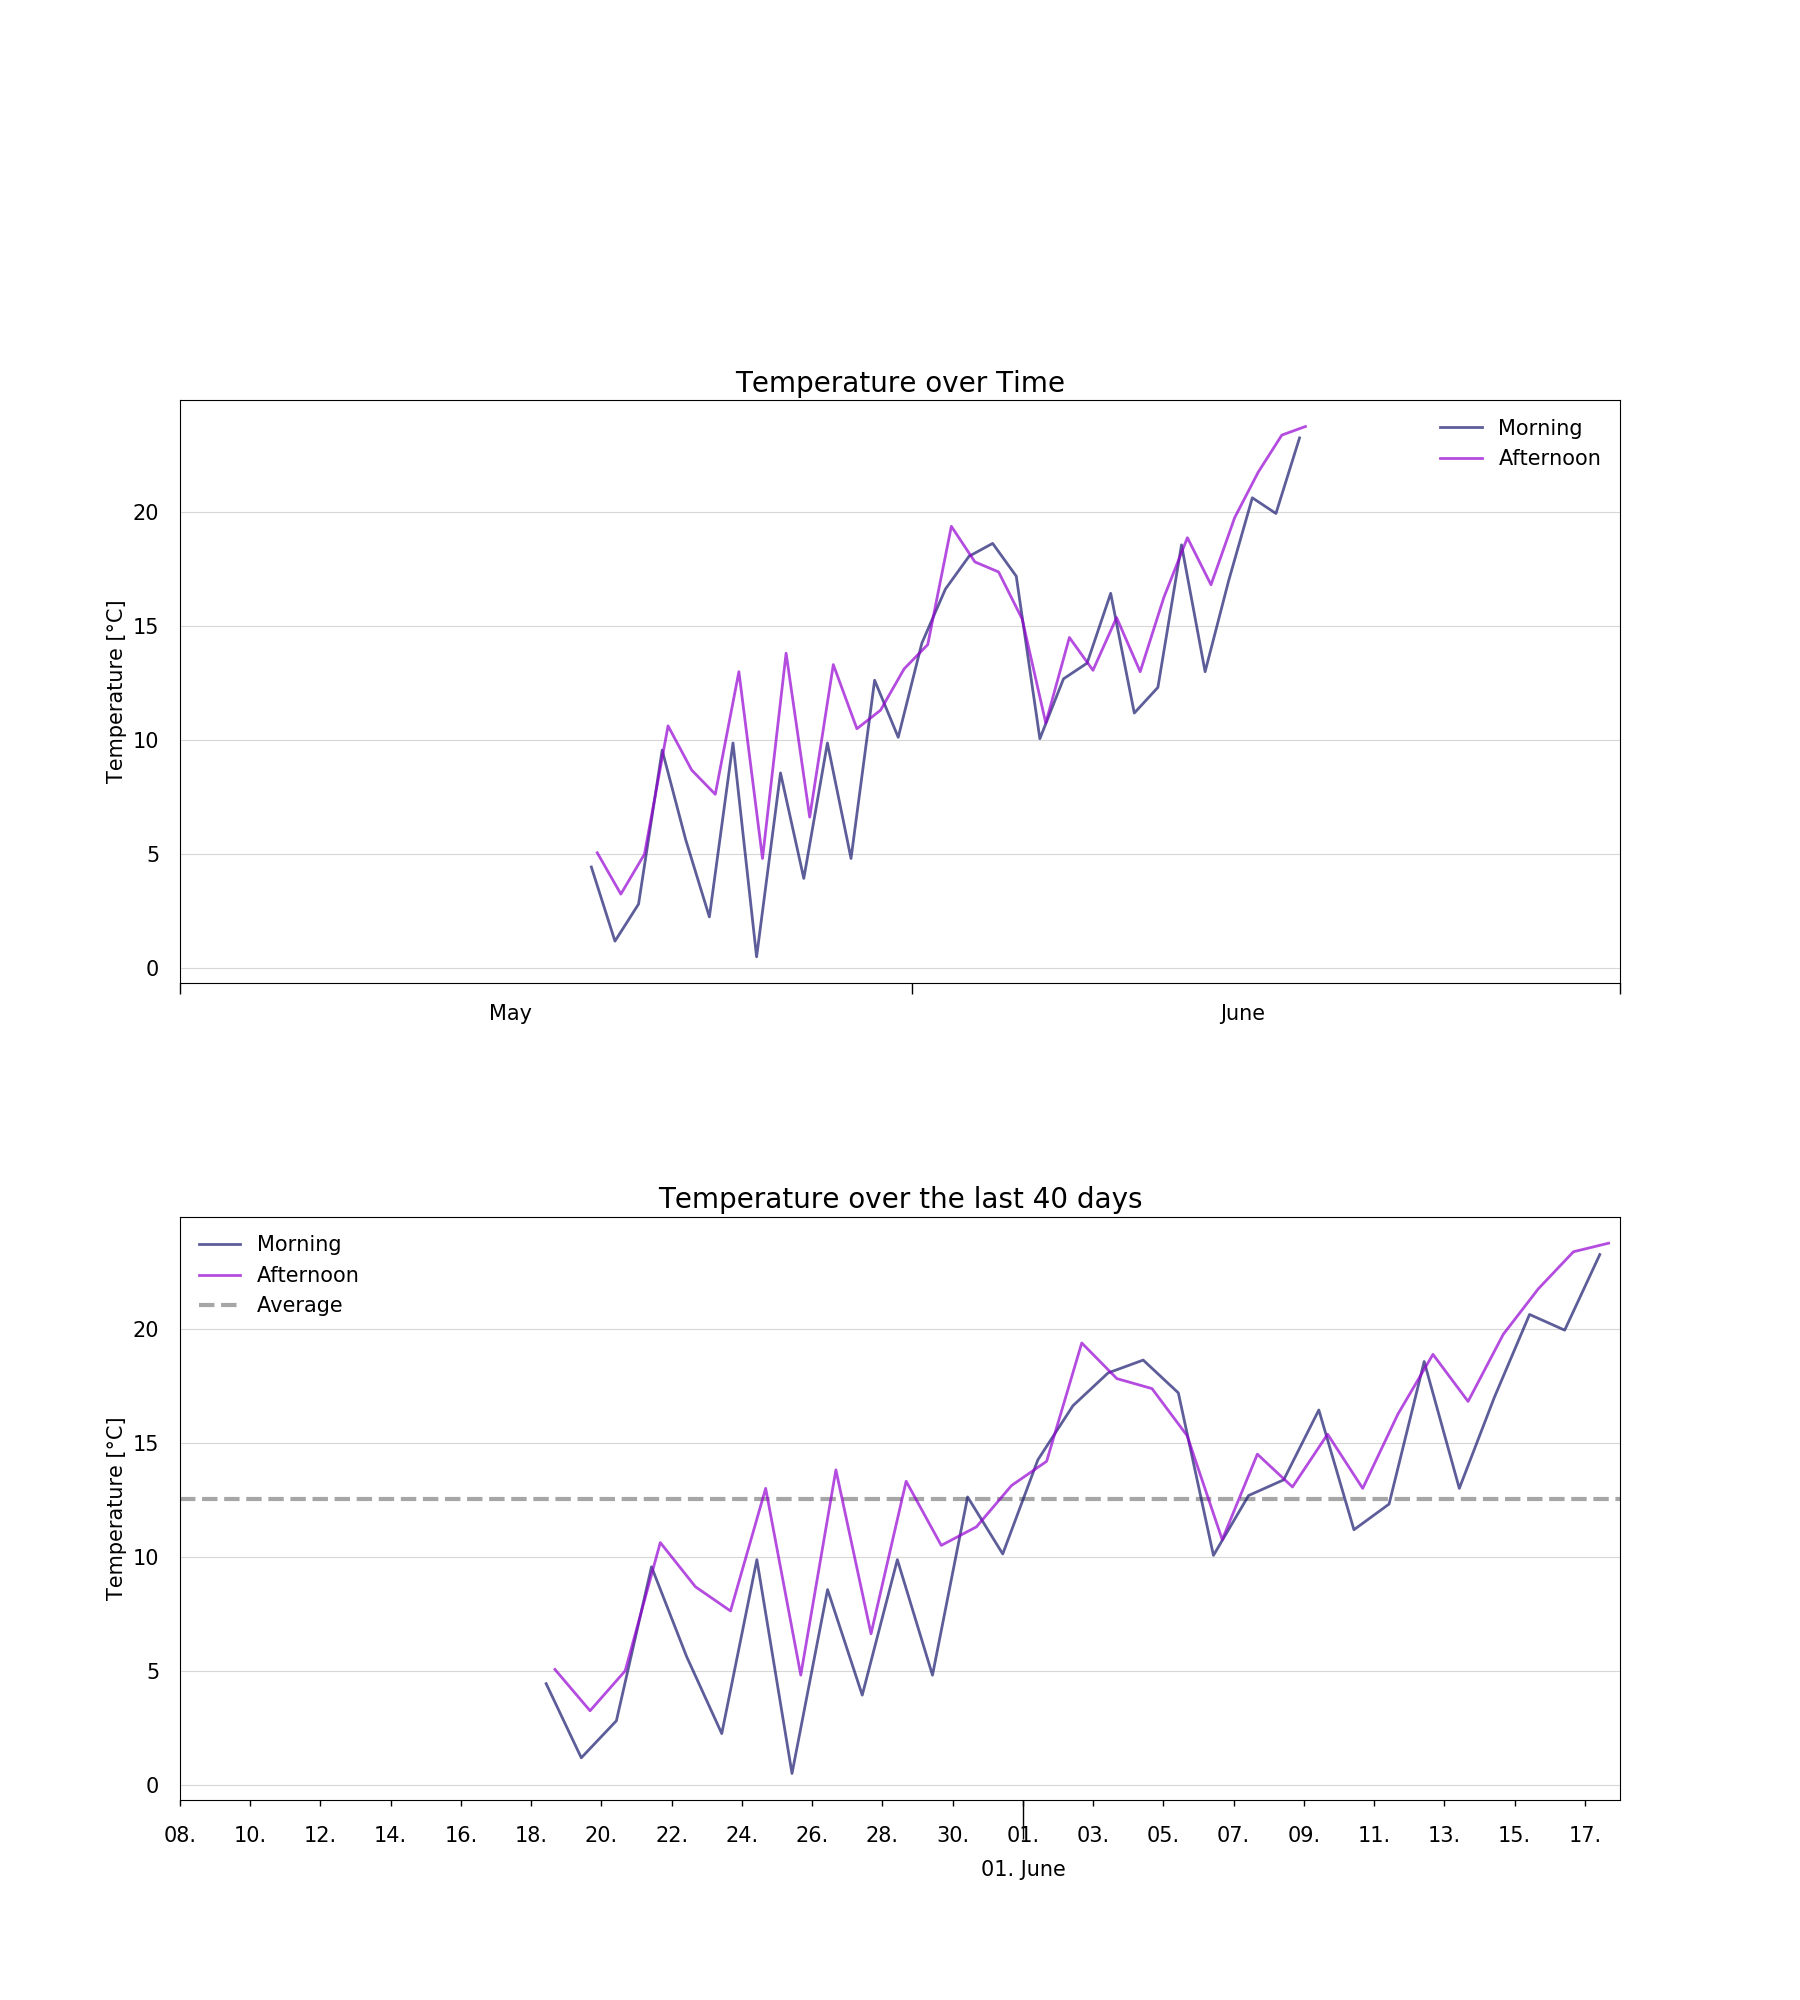 Temperature over Time
Morning
Afternoon
20
15
10
5
0
Temperature [°C]
May June
Temperature over the last 40 days
Morning
Afternoon
Average
20
15
10
5
0
Temperature [°C]
08. 10. 12. 14. 16. 18. 20. 22. 24. 26. 28. 30. 01. 03. 05. 07. 09. 11. 13. 15. 17.
01. June